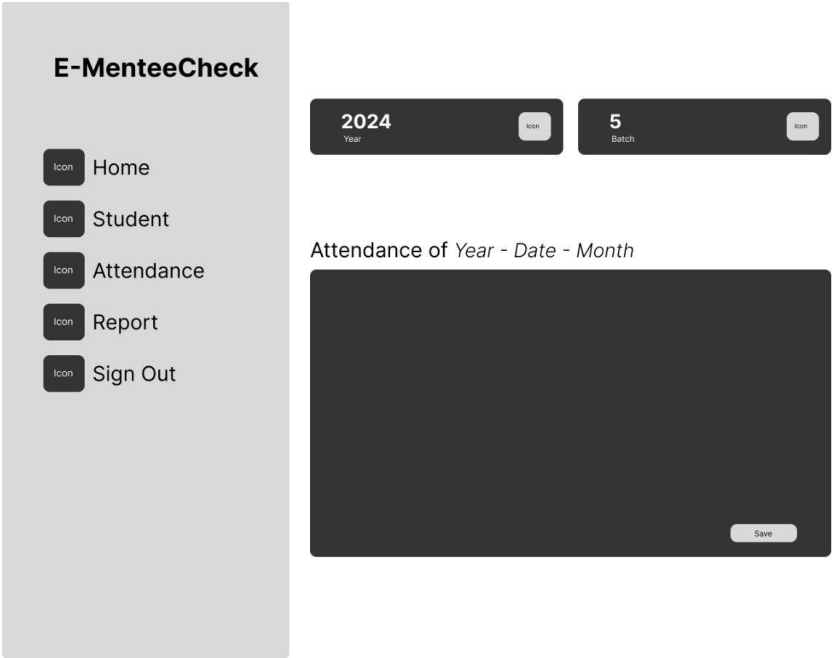 E-MenteeCheck
Icon Home
Icon Student
Icon Attendance
Icon Report
Icon Sign Out
2024
Year
Icon
5
Batch
Icon
Attendance of Year - Date - Month
Save